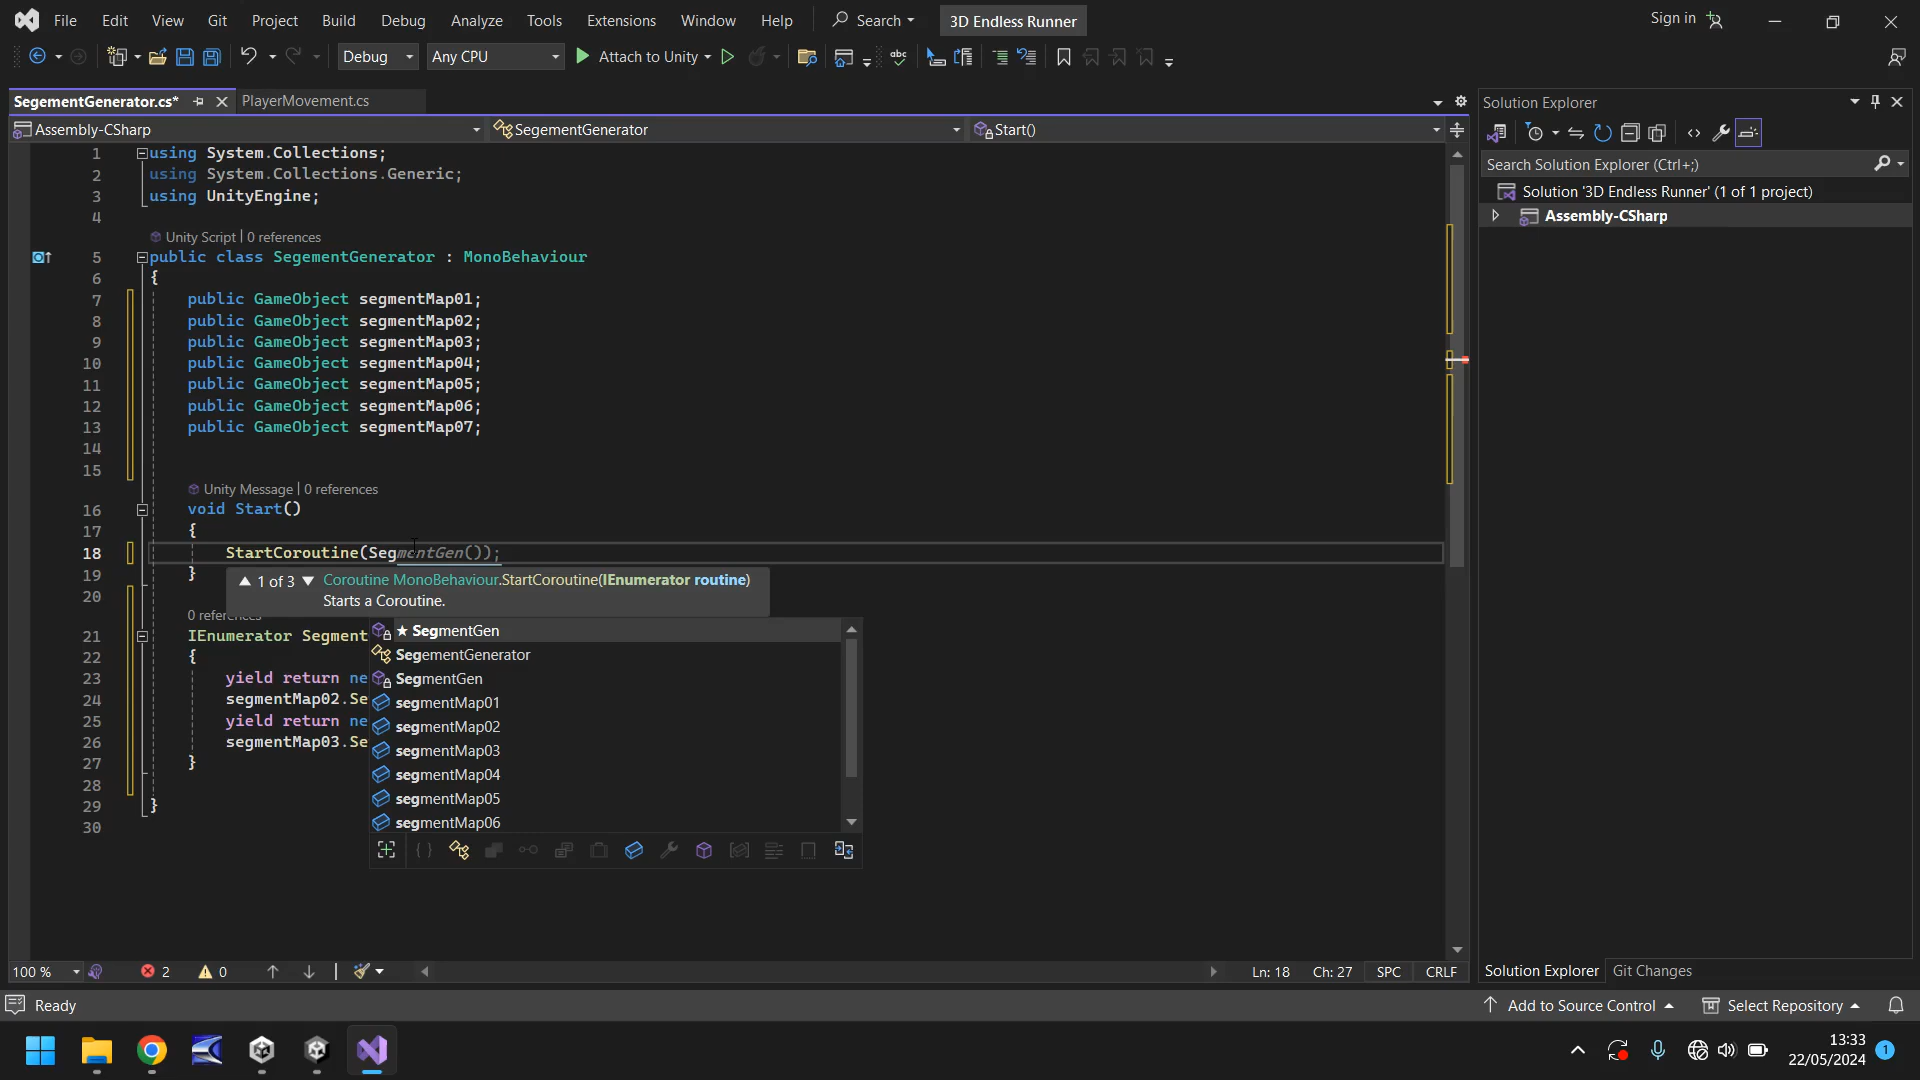 File Edit View Git Project Build Debug Analyze Tools Extensions Window Help Search 3D Endless Runner Sign in
Debug Any CPU Attach to Unity
SegementGenerator.cs* PlayerMovement.cs
Assembly-CSharp SegementGenerator Start()
1 using System.Collections;
2 using System.Collections.Generic;
3 using UnityEngine;
4
Unity Script | 0 references
5 public class SegementGenerator : MonoBehaviour
6 {
7 public GameObject segmentMap01;
8 public GameObject segmentMap02;
9 public GameObject segmentMap03;
10 public GameObject segmentMap04;
11 public GameObject segmentMap05;
12 public GameObject segmentMap06;
13 public GameObject segmentMap07;
14
15
Unity Message | 0 references
16 void Start()
17 {
18 StartCoroutine(SegmentGen());
19 }
1 of 3 Coroutine MonoBehaviour.StartCoroutine(IEnumerator routine)
Starts a Coroutine.
20
0 references
21 IEnumerator Segment
22 {
23 yield return ne
24 segmentMap02.Se
25 yield return ne
26 segmentMap03.Se
27 }
28
29 }
30
★ SegmentGen
SegementGenerator
SegmentGen
segmentMap01
segmentMap02
segmentMap03
segmentMap04
segmentMap05
segmentMap06
100 % 2 0 Ln: 18 Ch: 27 SPC CRLF
Solution Explorer
Search Solution Explorer (Ctrl+;)
Solution '3D Endless Runner' (1 of 1 project)
Assembly-CSharp
Solution Explorer Git Changes
Ready Add to Source Control Select Repository
13:33
22/05/2024
1